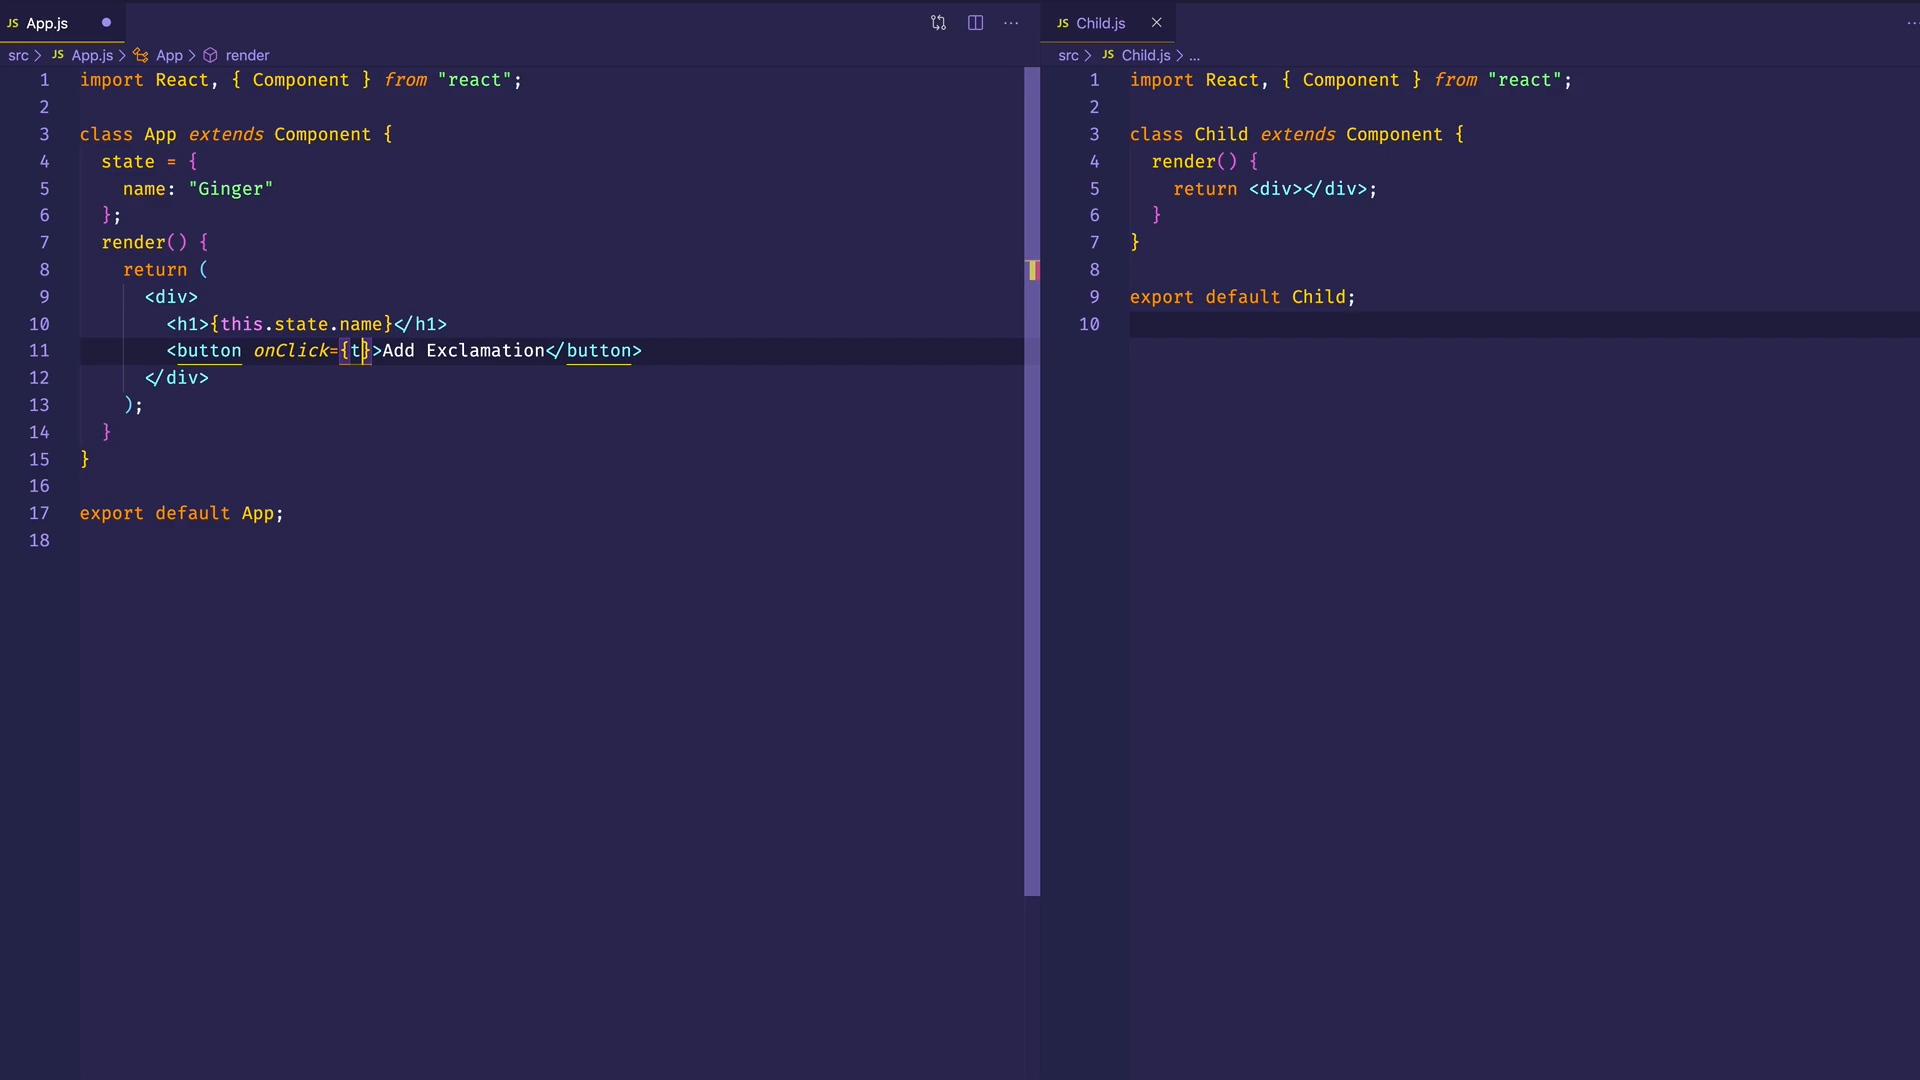 JS App.js
src > JS App.js > App > render
1 import React, { Component } from "react";
2
3 class App extends Component {
4   state = {
5     name: "Ginger"
6   };
7   render() {
8     return (
9       <div>
10         <h1>{this.state.name}</h1>
11         <button onClick={t}>Add Exclamation</button>
12       </div>
13     );
14   }
15 }
16
17 export default App;
18
JS Child.js
src > JS Child.js > ...
1 import React, { Component } from "react";
2
3 class Child extends Component {
4   render() {
5     return <div></div>;
6   }
7 }
8
9 export default Child;
10